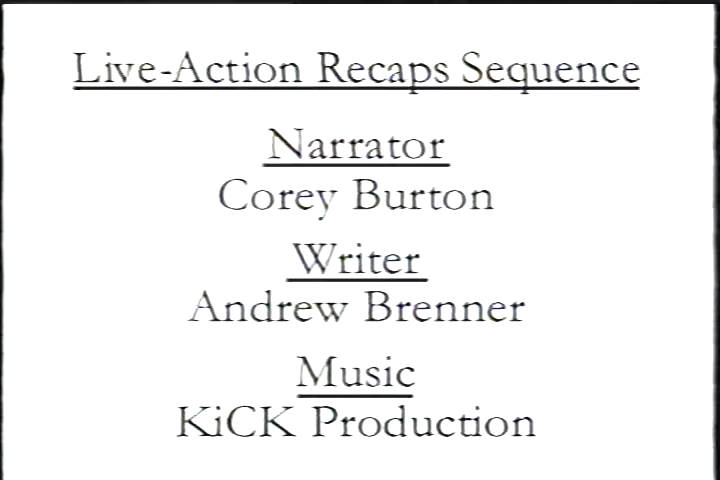 Live-Action Recaps Sequence
Narrator
Corey Burton
Writer
Andrew Brenner
Music
KiCK Production